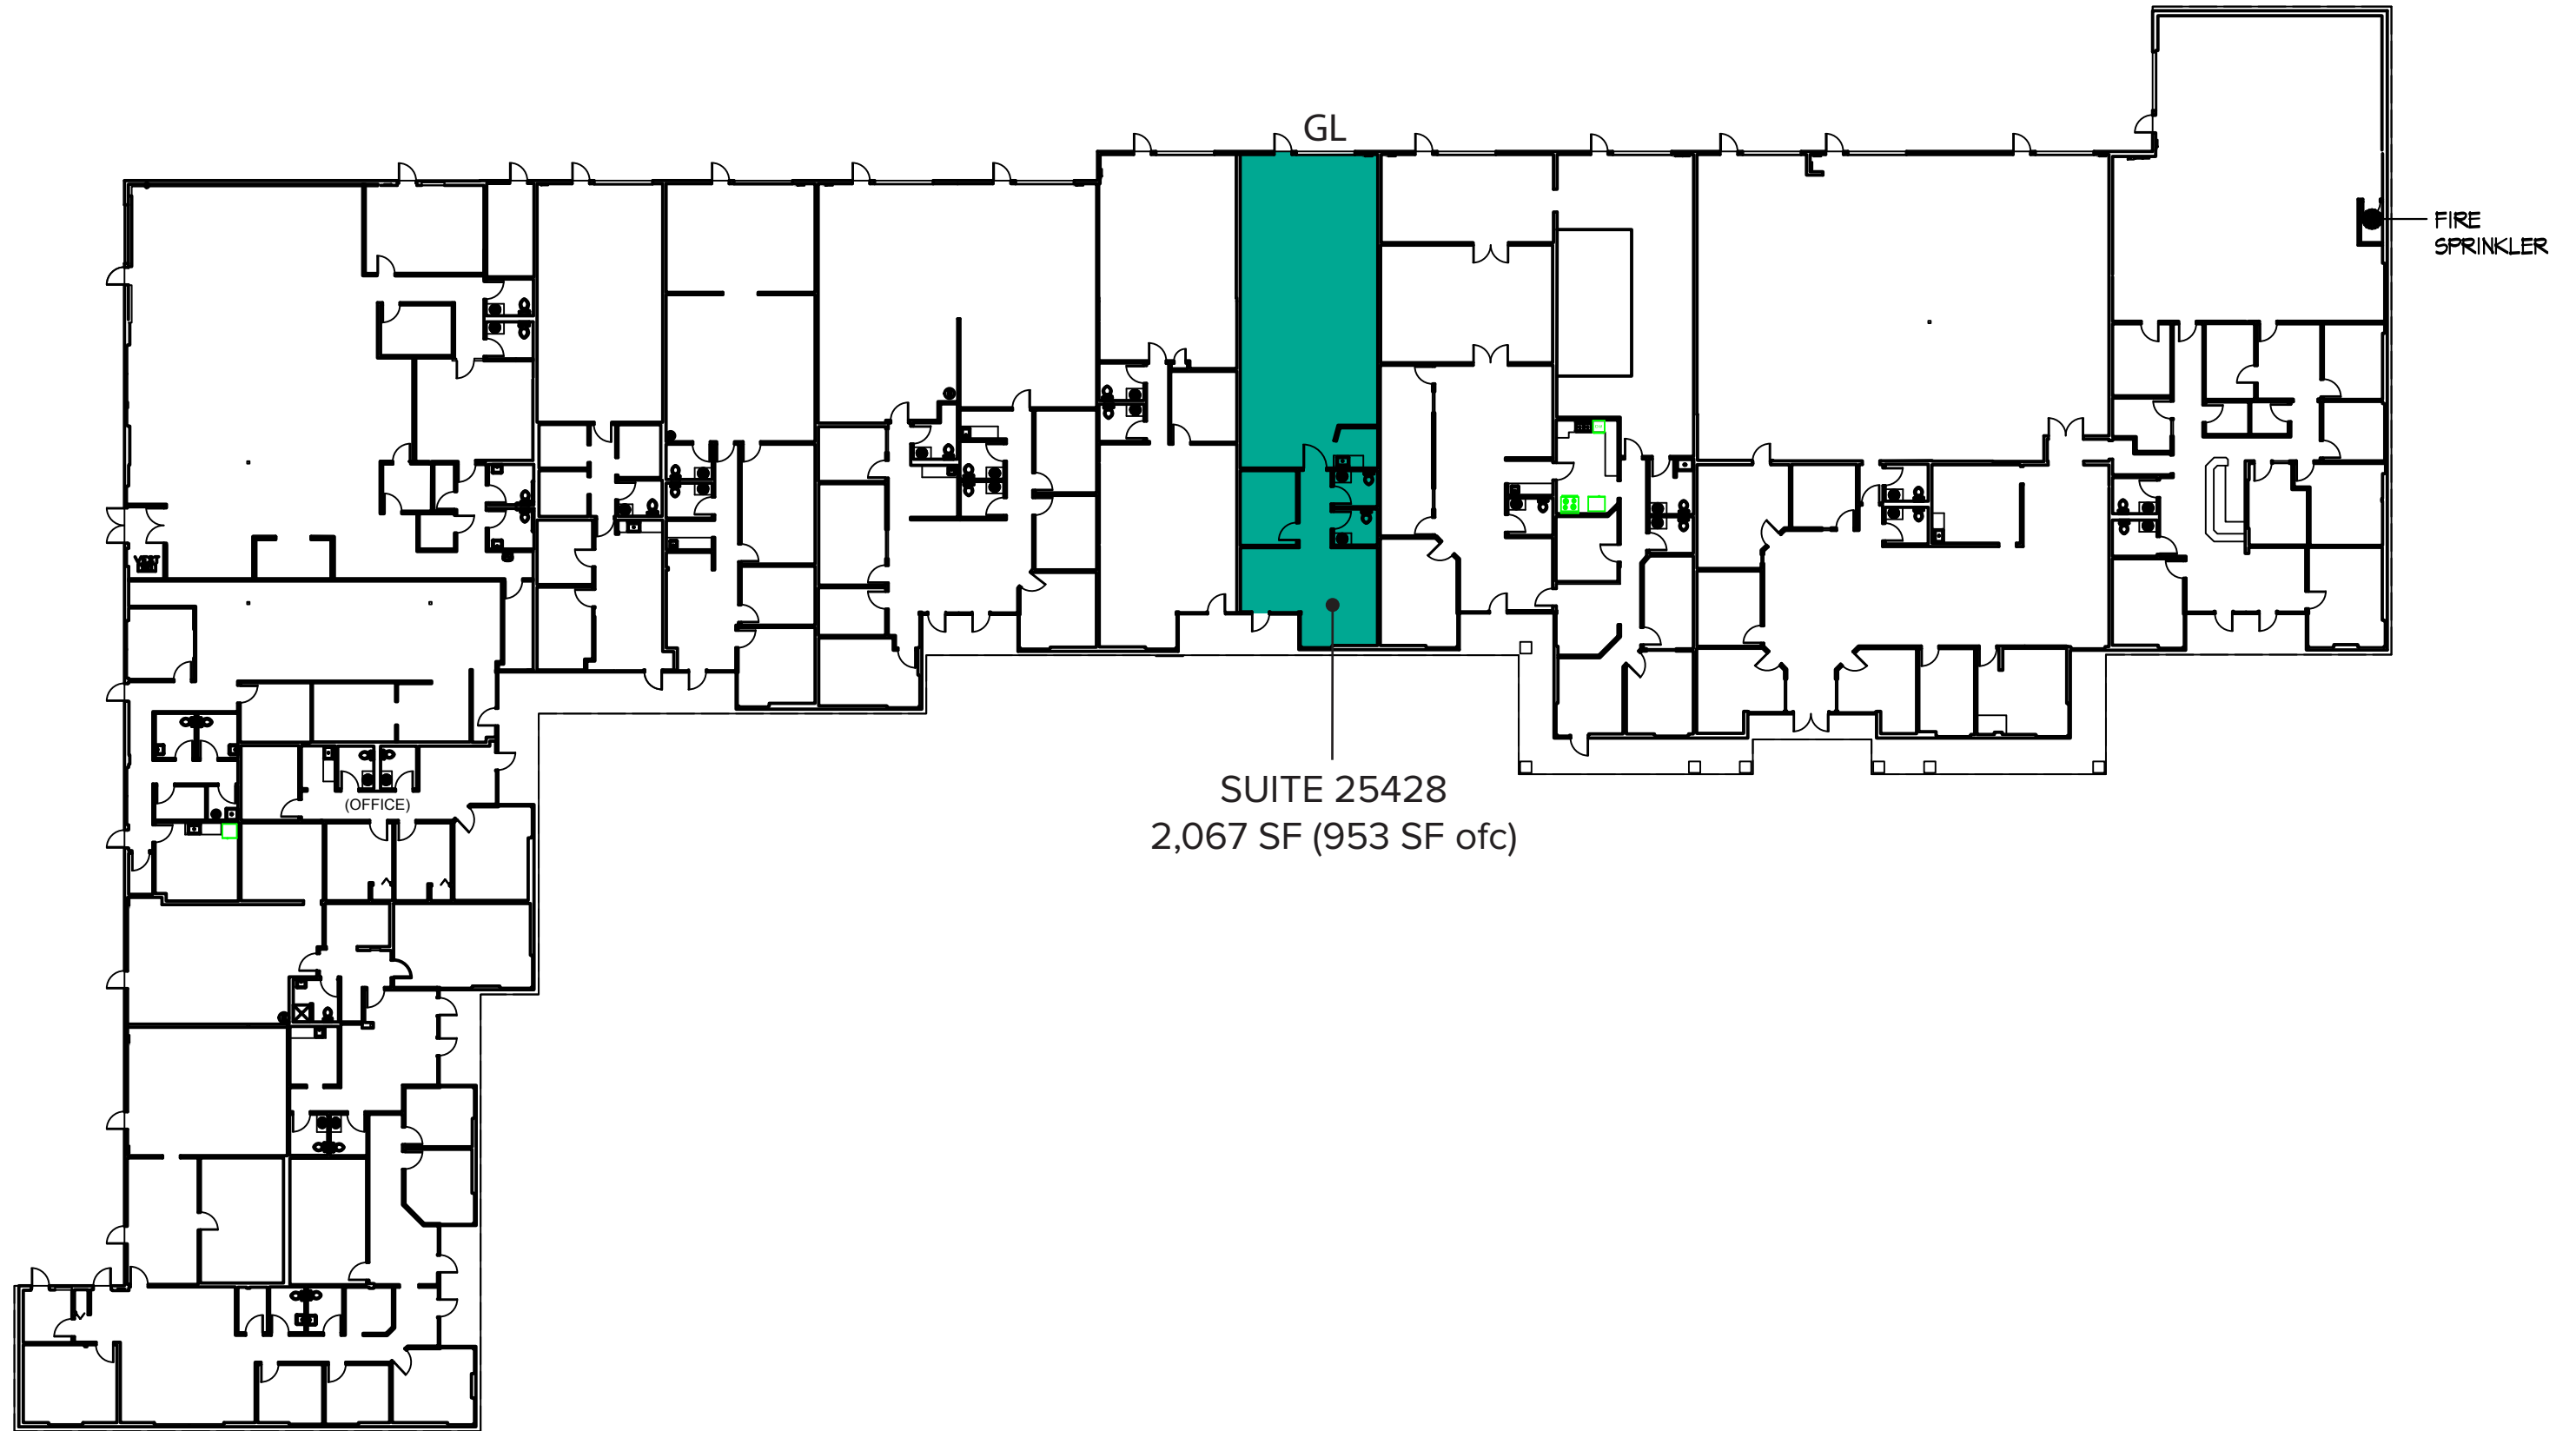 GL
FIRE
SPRINKLER
SUITE 25428
2,067 SF (953 SF ofc)
(OFFICE)